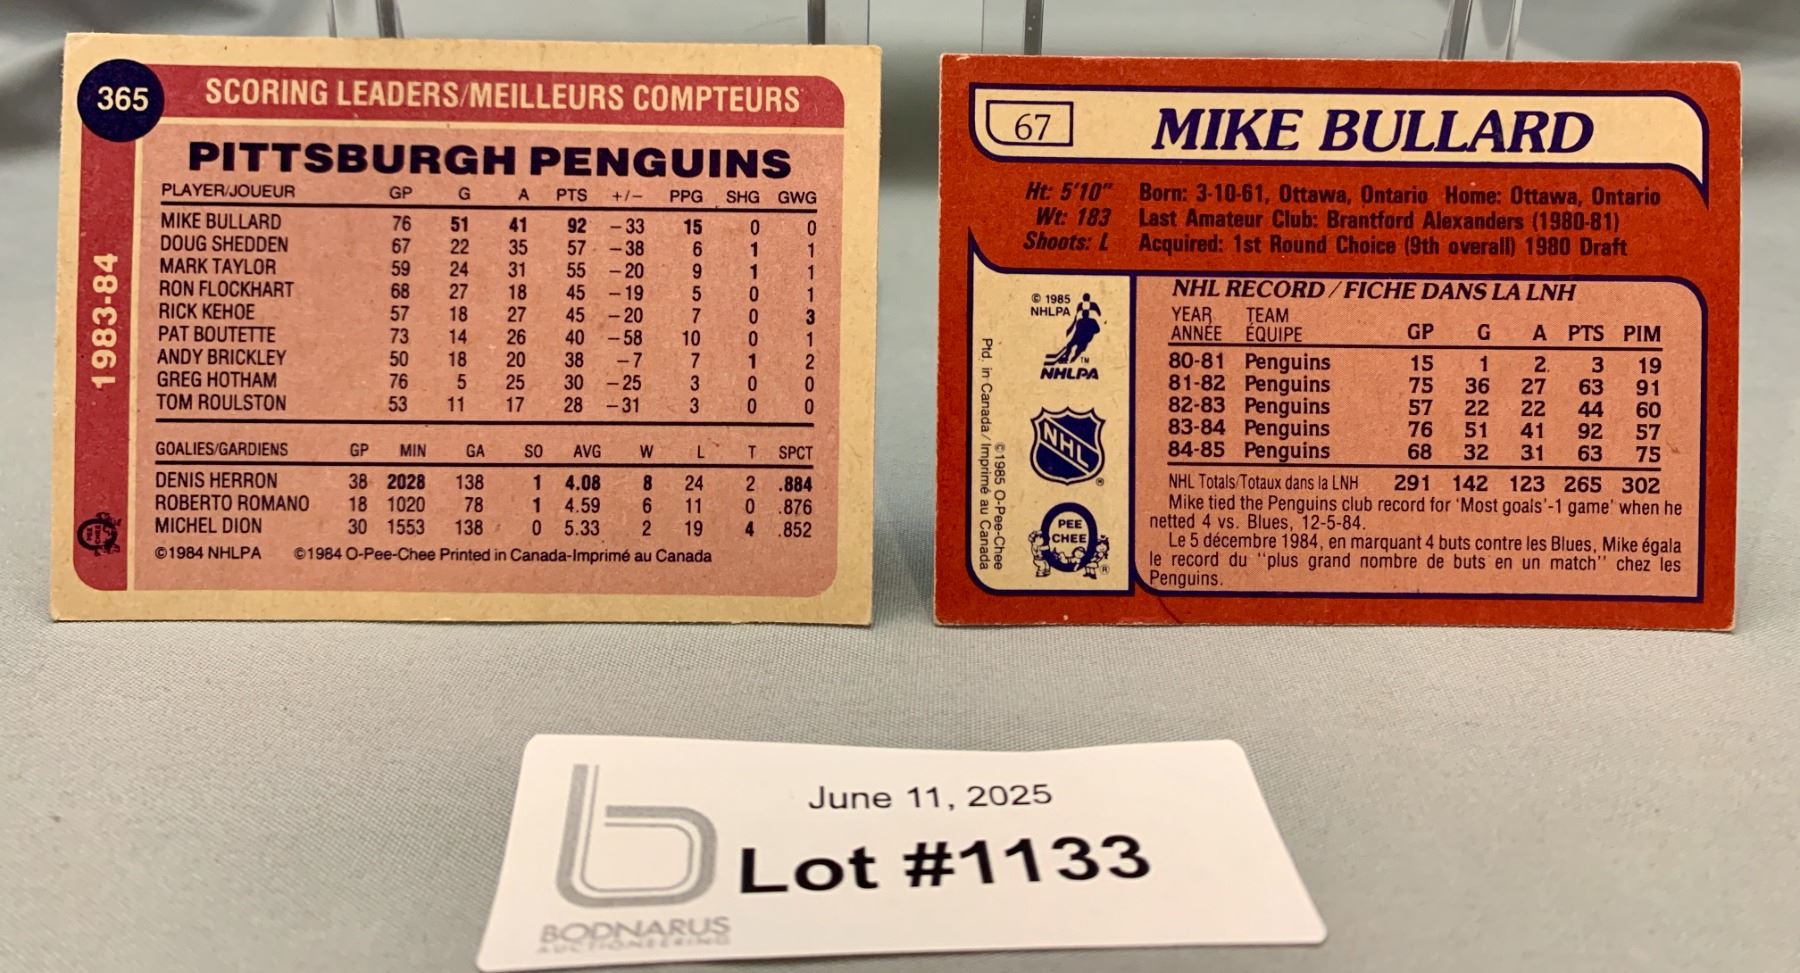 365
SCORING LEADERS/MEILLEURS COMPTEURS
1983-84
PITTSBURGH PENGUINS
PLAYER/JOUEUR GP G A PTS +/- PPG SHG GWG
MIKE BULLARD 76 51 41 92 -33 15 0 0
DOUG SHEDDEN 67 22 35 57 -38 6 1 1
MARK TAYLOR 59 24 31 55 -20 9 1 1
RON FLOCKHART 68 27 18 45 -19 5 0 1
RICK KEHOE 57 18 27 45 -20 7 0 3
PAT BOUTETTE 73 14 26 40 -58 10 0 1
ANDY BRICKLEY 50 18 20 38 -7 7 1 2
GREG HOTHAM 76 5 25 30 -25 3 0 0
TOM ROULSTON 53 11 17 28 -31 3 0 0
GOALIES/GARDIENS GP MIN GA SO AVG W L T SPCT
DENIS HERRON 38 2028 138 1 4.08 8 24 2 .884
ROBERTO ROMANO 18 1020 78 1 4.59 6 11 0 .876
MICHEL DION 30 1553 138 0 5.33 2 19 4 .852
©1984 NHLPA ©1984 O-Pee-Chee Printed in Canada-Imprimé au Canada
67
MIKE BULLARD
Ht: 5'10" Born: 3-10-61, Ottawa, Ontario Home: Ottawa, Ontario
Wt: 183 Last Amateur Club: Brantford Alexanders (1980-81)
Shoots: L Acquired: 1st Round Choice (9th overall) 1980 Draft
© 1985
NHLPA
TM
NHLPA
NHL
®
PEE
CHEE
®
©1985 O-Pee-Chee
Ptd. in Canada/Imprimé au Canada
NHL RECORD / FICHE DANS LA LNH
YEAR TEAM
ANNÉE ÉQUIPE GP G A PTS PIM
80-81 Penguins 15 1 2 3 19
81-82 Penguins 75 36 27 63 91
82-83 Penguins 57 22 22 44 60
83-84 Penguins 76 51 41 92 57
84-85 Penguins 68 32 31 63 75
NHL Totals/Totaux dans la LNH 291 142 123 265 302
Mike tied the Penguins club record for 'Most goals'-1 game' when he
netted 4 vs. Blues, 12-5-84.
Le 5 décembre 1984, en marquant 4 buts contre les Blues, Mike égala
le record du "plus grand nombre de buts en un match" chez les
Penguins.
June 11, 2025
Lot #1133
b
BODNARUS
AUCTIONEERING